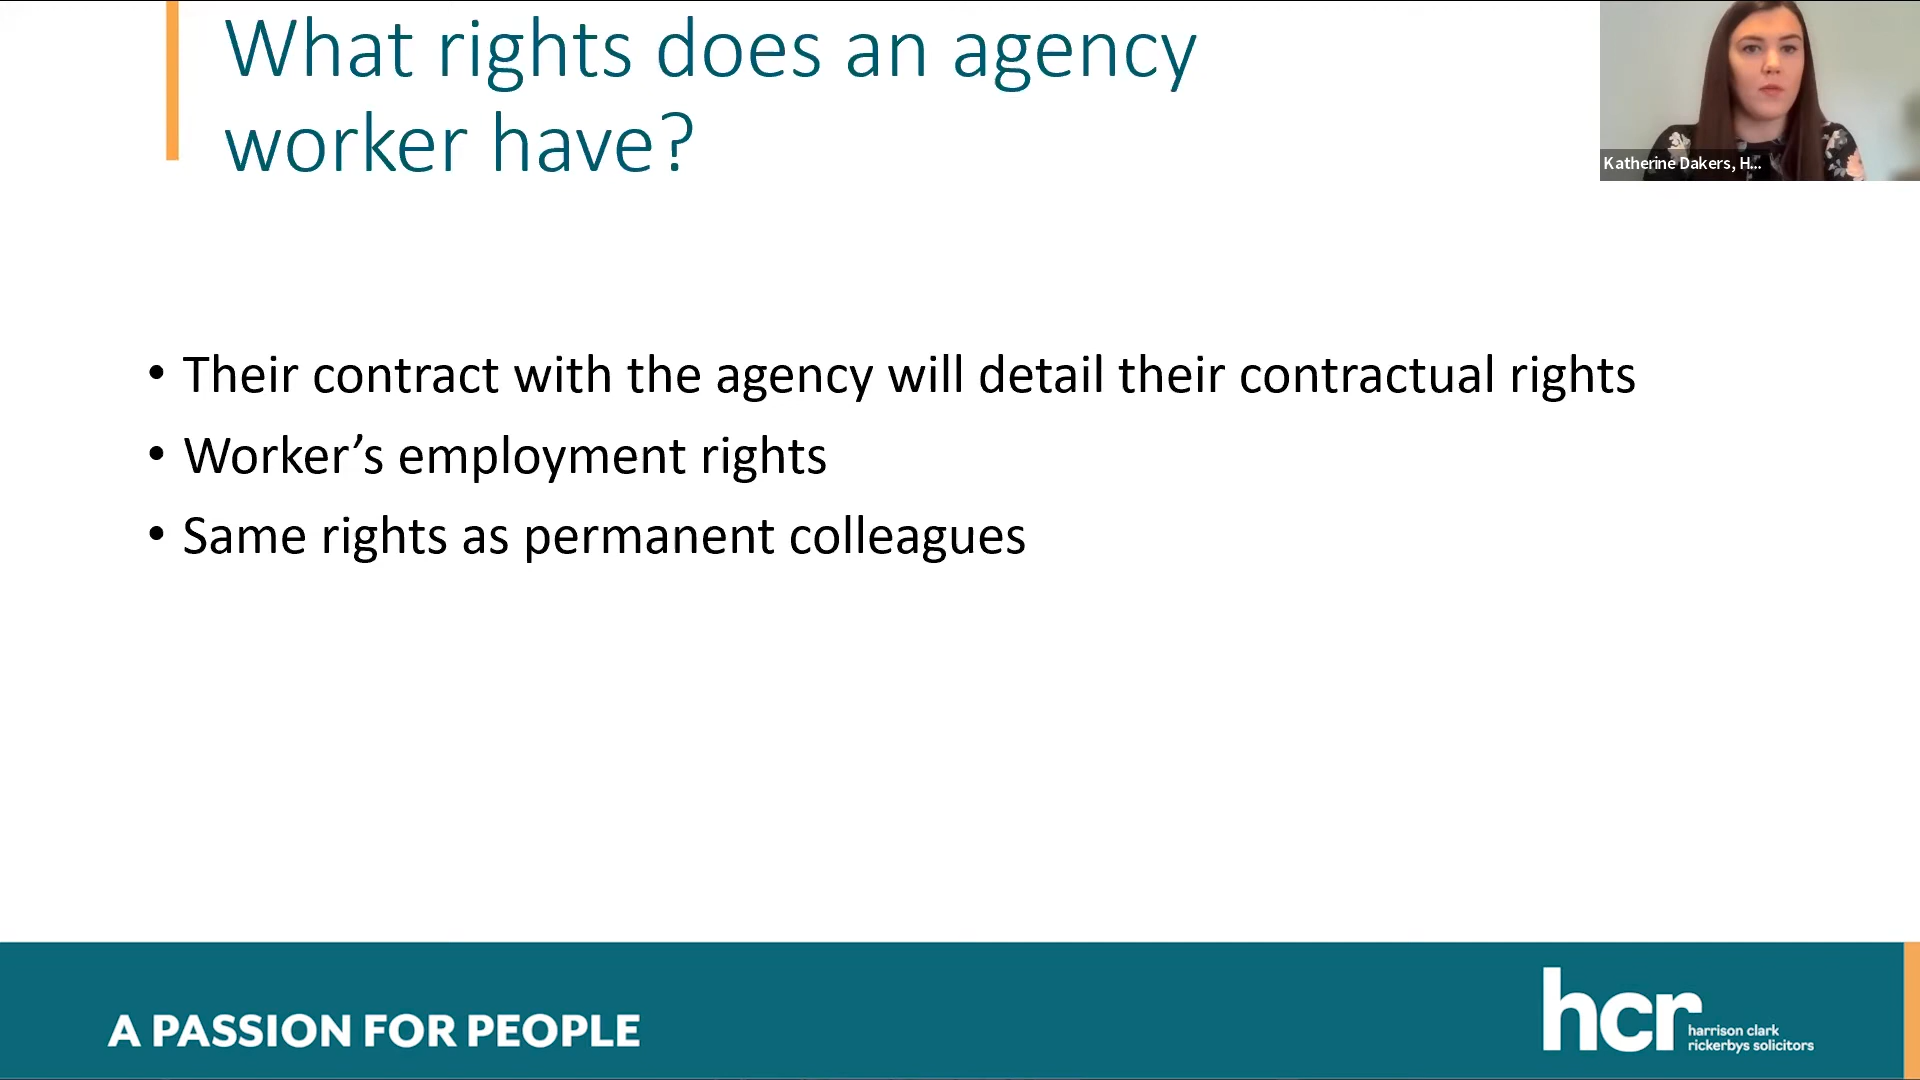 What rights does an agency
worker have?
Katherine Dakers, H...
• Their contract with the agency will detail their contractual rights
• Worker’s employment rights
• Same rights as permanent colleagues
A PASSION FOR PEOPLE
hcr
harrison clark
rickerbys solicitors